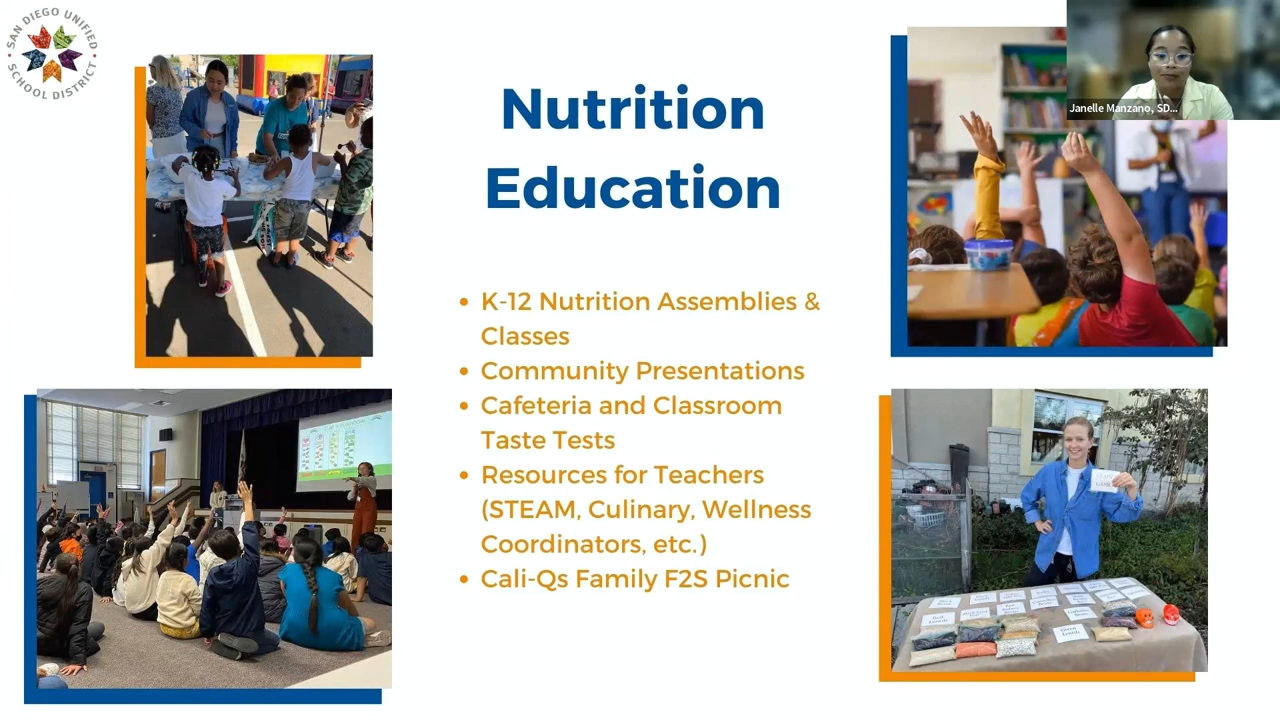 SAN DIEGO UNIFIED
SCHOOL DISTRICT
Nutrition
Education
Janelle Manzano, SD...
K-12 Nutrition Assemblies &
Classes
Community Presentations
Cafeteria and Classroom
Taste Tests
Resources for Teachers
(STEAM, Culinary, Wellness
Coordinators, etc.)
Cali-Qs Family F2S Picnic